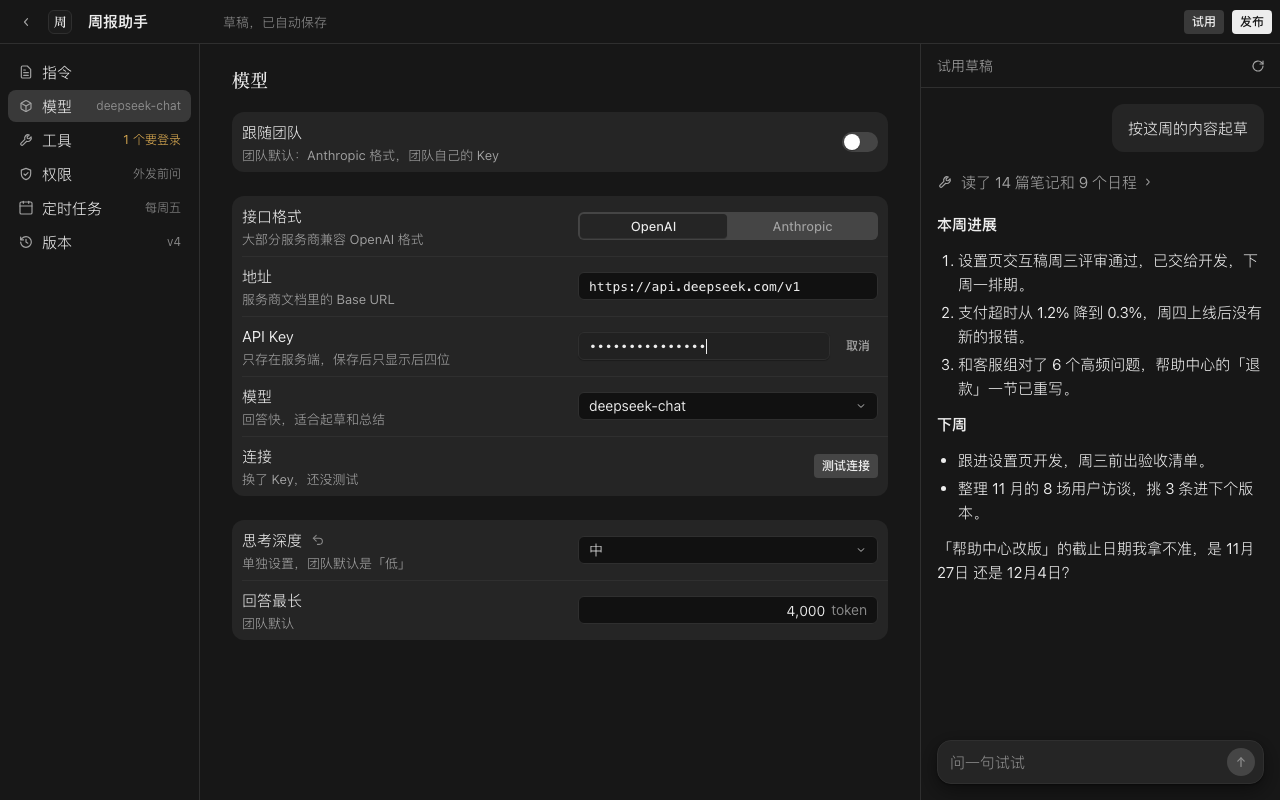 周 周报助手 草稿，已自动保存 试用 发布
指令
模型 deepseek-chat
工具 1 个要登录
权限 外发前问
定时任务 每周五
版本 v4
模型
跟随团队
团队默认：Anthropic 格式，团队自己的 Key
接口格式
大部分服务商兼容 OpenAI 格式
OpenAI Anthropic
地址
服务商文档里的 Base URL
https://api.deepseek.com/v1
API Key
只存在服务端，保存后只显示后四位
••••••••••••••• 取消
模型
回答快，适合起草和总结
deepseek-chat
连接
换了 Key，还没测试
测试连接
思考深度
单独设置，团队默认是「低」
中
回答最长
团队默认
4,000 token
试用草稿
按这周的内容起草
读了 14 篇笔记和 9 个日程
本周进展
1. 设置页交互稿周三评审通过，已交给开发，下
周一排期。
2. 支付超时从 1.2% 降到 0.3%，周四上线后没有
新的报错。
3. 和客服组对了 6 个高频问题，帮助中心的「退
款」一节已重写。
下周
• 跟进设置页开发，周三前出验收清单。
• 整理 11 月的 8 场用户访谈，挑 3 条进下个版
本。
「帮助中心改版」的截止日期我拿不准，是 11月
27日 还是 12月4日？
问一句试试